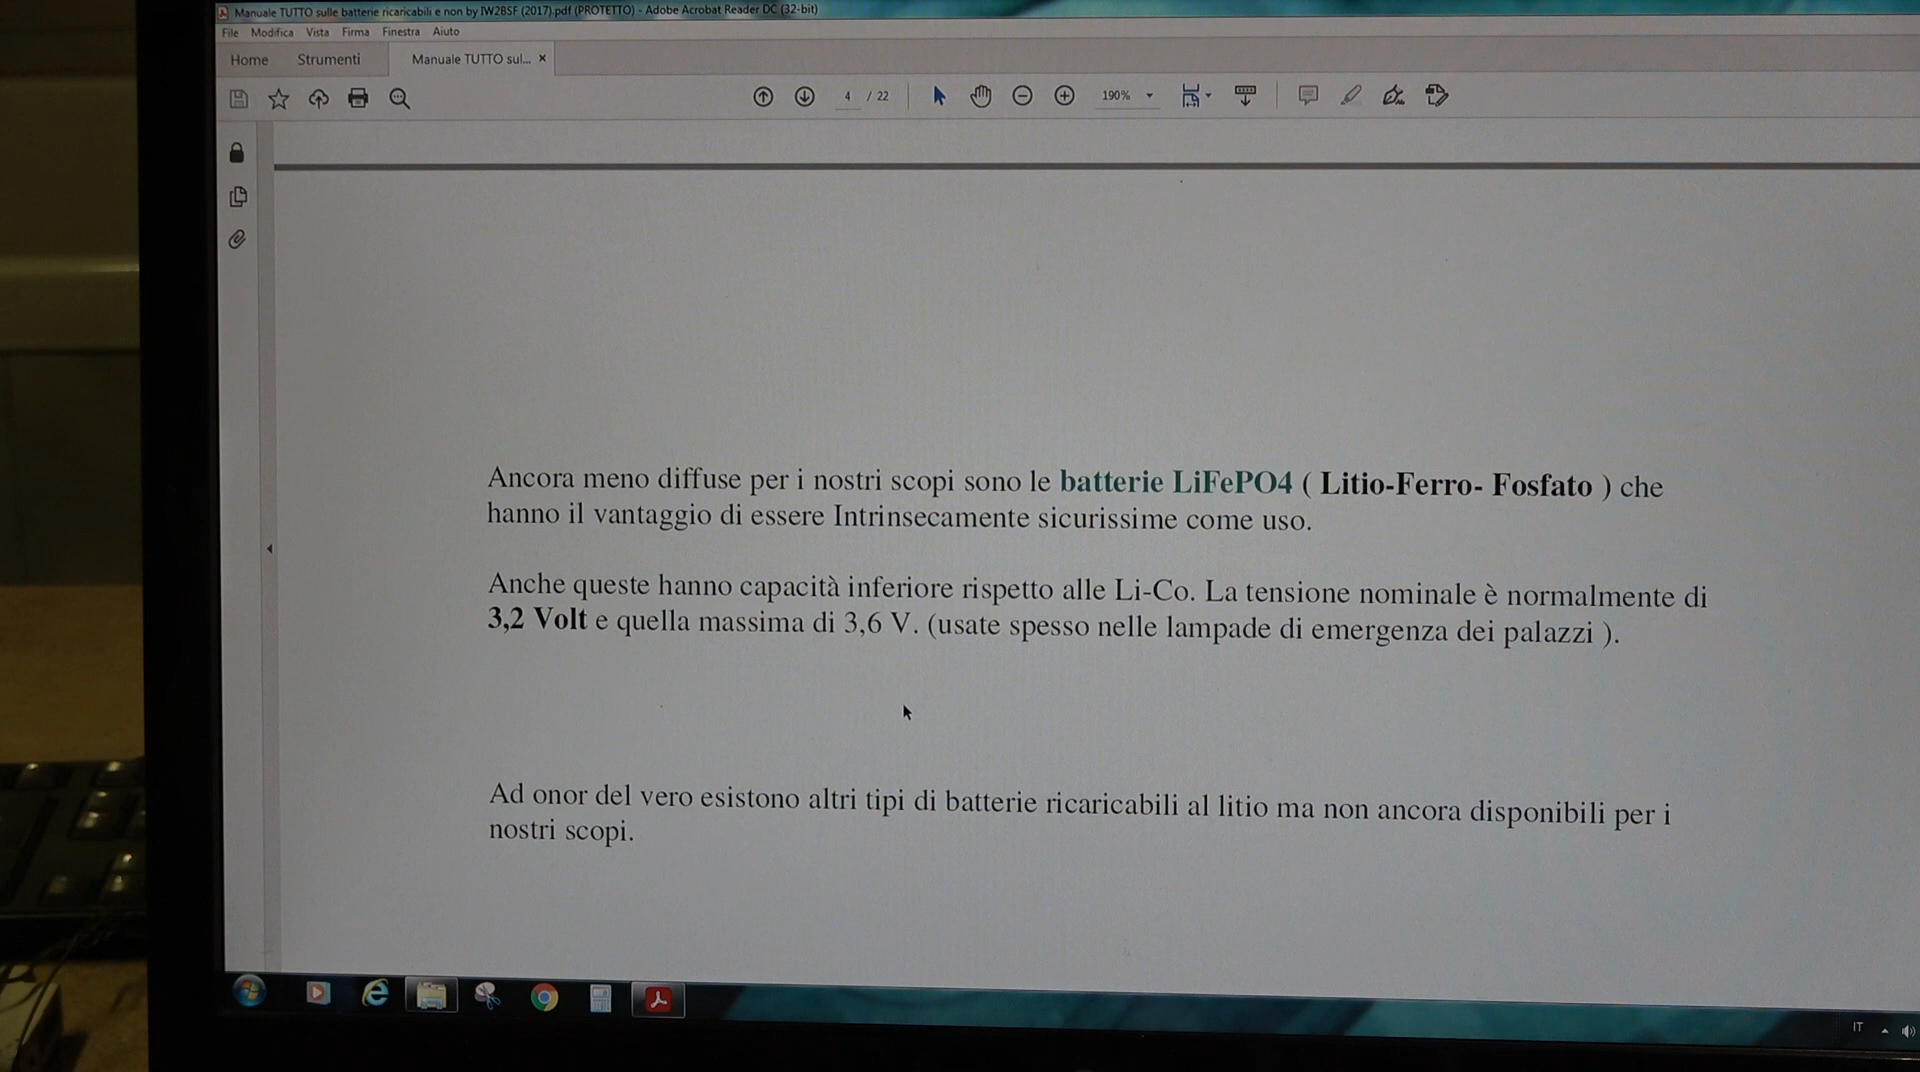 Manuale TUTTO sulle batterie ricaricabili e non by IW2BSF (2017).pdf (PROTETTO) - Adobe Acrobat Reader DC (32-bit)
File Modifica Vista Firma Finestra Aiuto
Home Strumenti Manuale TUTTO sul... ×
4 / 22 190%
Ancora meno diffuse per i nostri scopi sono le batterie LiFePO4 ( Litio-Ferro- Fosfato ) che
hanno il vantaggio di essere Intrinsecamente sicurissime come uso.
Anche queste hanno capacità inferiore rispetto alle Li-Co. La tensione nominale è normalmente di
3,2 Volt e quella massima di 3,6 V. (usate spesso nelle lampade di emergenza dei palazzi ).
Ad onor del vero esistono altri tipi di batterie ricaricabili al litio ma non ancora disponibili per i
nostri scopi.
IT